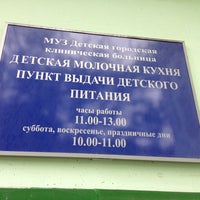 МУЗ Детская городская
клиническая больница
ДЕТСКАЯ МОЛОЧНАЯ КУХНЯ
ПУНКТ ВЫДАЧИ ДЕТСКОГО
ПИТАНИЯ
часы работы
11.00-13.00
суббота, воскресенье, праздничные дни
10.00-11.00